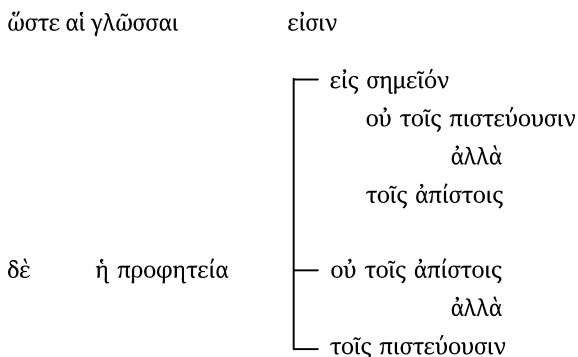 ὥστε αἱ γλῶσσαι εἰσιν
εἰς σημεῖόν
οὐ τοῖς πιστεύουσιν
ἀλλὰ
τοῖς ἀπίστοις
δὲ ἡ προφητεία οὐ τοῖς ἀπίστοις
ἀλλὰ
τοῖς πιστεύουσιν